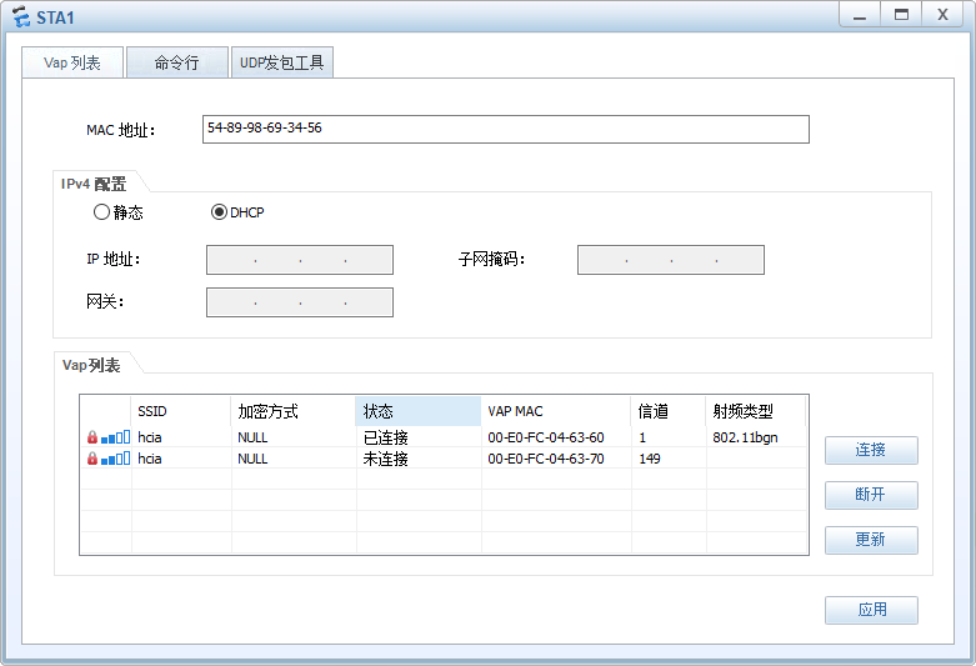 STA1
Vap 列表 命令行 UDP发包工具
MAC 地址： 54-89-98-69-34-56
IPv4 配置
静态 DHCP
IP 地址： . . . 子网掩码： . . .
网关： . . .
Vap列表
SSID 加密方式 状态 VAP MAC 信道 射频类型
hcia NULL 已连接 00-E0-FC-04-63-60 1 802.11bgn
hcia NULL 未连接 00-E0-FC-04-63-70 149
连接
断开
更新
应用